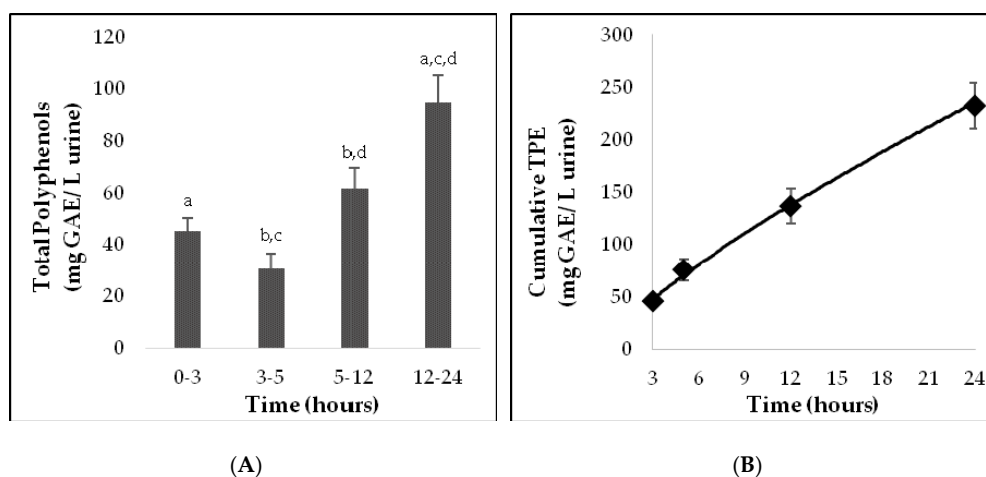 Total Polyphenols
(mg GAE/ L urine)
120
100
80
60
40
20
0
a
b,c
b,d
a,c,d
0-3
3-5
5-12
12-24
Time (hours)
(A)
Cumulative TPE
(mgGAE/ L urine)
300
250
200
150
100
50
0
3
6
9
12
15
18
21
24
Time (hours)
(B)